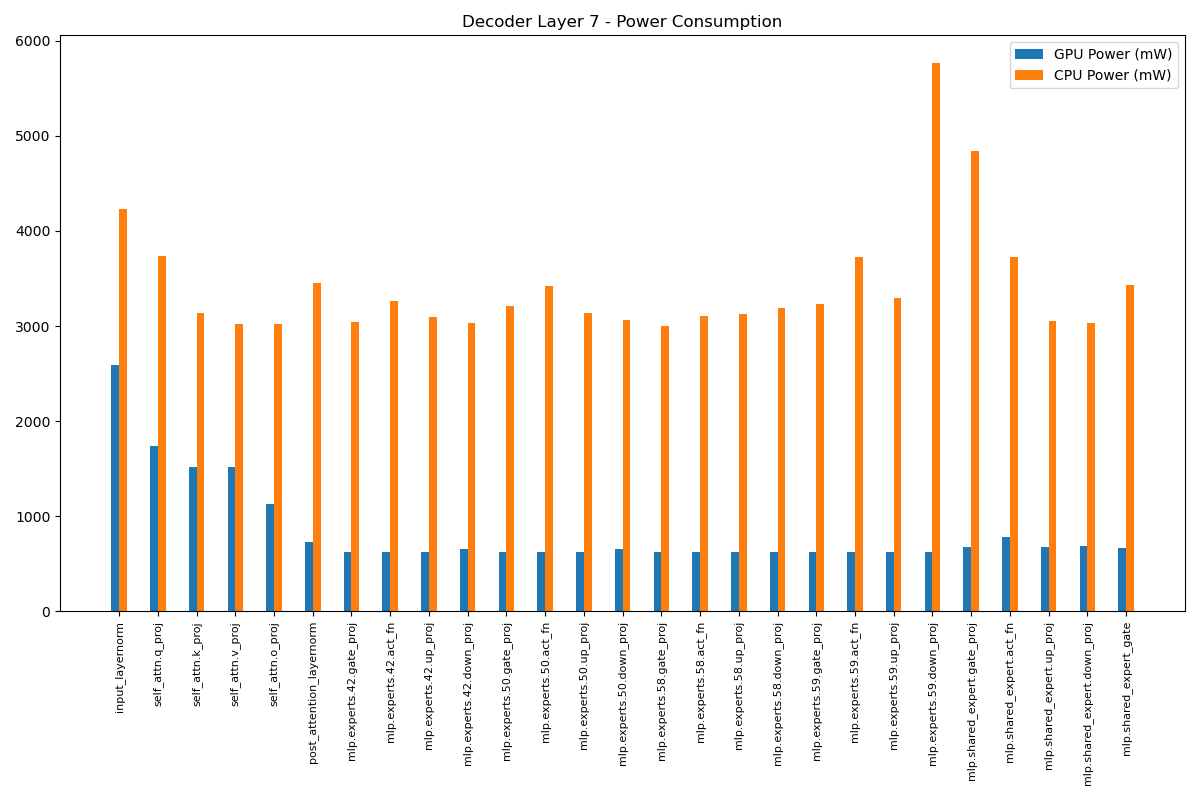 Decoder Layer 7 - Power Consumption
GPU Power (mW)
CPU Power (mW)
6000
5000
4000
3000
2000
1000
0
input_layernorm
self_attn.q_proj
self_attn.k_proj
self_attn.v_proj
self_attn.o_proj
post_attention_layernorm
mlp.experts.42.gate_proj
mlp.experts.42.act_fn
mlp.experts.42.up_proj
mlp.experts.42.down_proj
mlp.experts.50.gate_proj
mlp.experts.50.act_fn
mlp.experts.50.up_proj
mlp.experts.50.down_proj
mlp.experts.58.gate_proj
mlp.experts.58.act_fn
mlp.experts.58.up_proj
mlp.experts.58.down_proj
mlp.experts.59.gate_proj
mlp.experts.59.act_fn
mlp.experts.59.up_proj
mlp.experts.59.down_proj
mlp.shared_expert.gate_proj
mlp.shared_expert.act_fn
mlp.shared_expert.up_proj
mlp.shared_expert.down_proj
mlp.shared_expert_gate